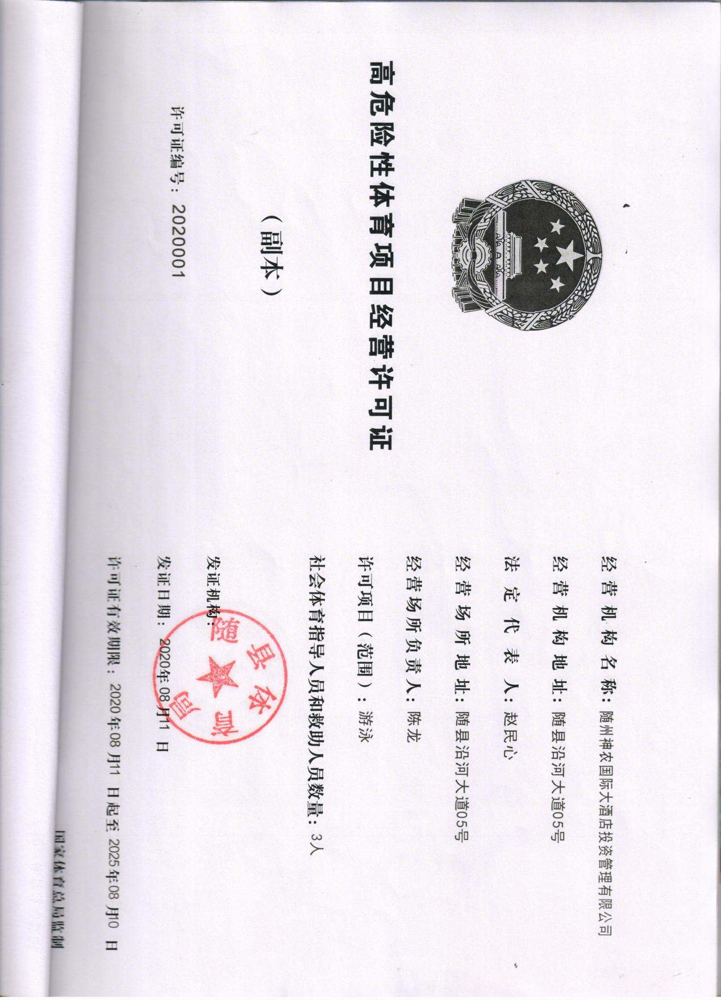 高危险性体育项目经营许可证
（副本）
许可证编号：2020001
经营机构名称：随州神农国际大酒店投资管理有限公司
经营机构地址：随县沿河大道05号
法定代表人：赵民心
经营场所地址：随县沿河大道05号
经营场所负责人：陈龙
许可项目（范围）：游泳
社会体育指导人员和救助人员数量：3人
发证机构：
随县体育局
发证日期：2020年08月11日
许可证有效期限：2020年08月11日起至2025年08月10日
国家体育总局监制